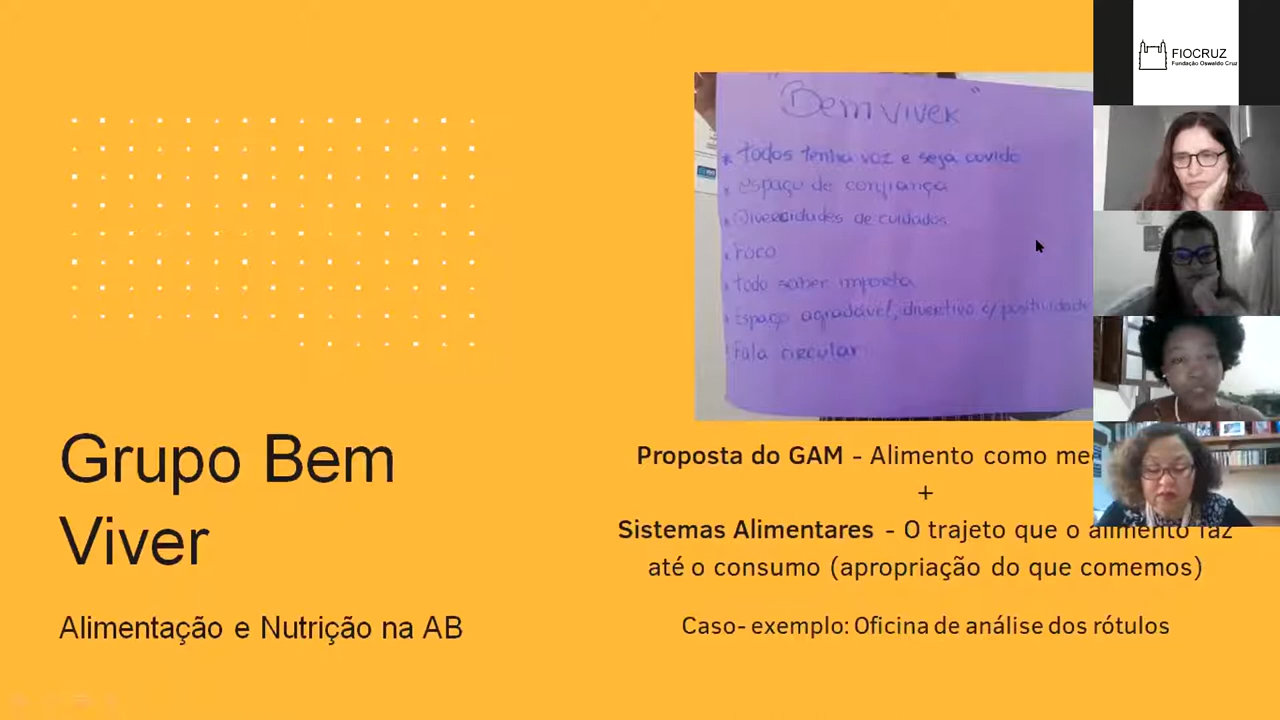 FIOCRUZ
Fundação Oswaldo Cruz
"Bem viver"
* todos tenha voz e seja ouvido
* espaço de confiança
* Diversidades de cuidados
* Foco
* todo saber importa
* Espaço agradável, divertivo c/ positividade
* Fala circular
Grupo Bem
Viver
Alimentação e Nutrição na AB
Proposta do GAM - Alimento como me
+
Sistemas Alimentares - O trajeto que o alimento faz
até o consumo (apropriação do que comemos)
Caso- exemplo: Oficina de análise dos rótulos